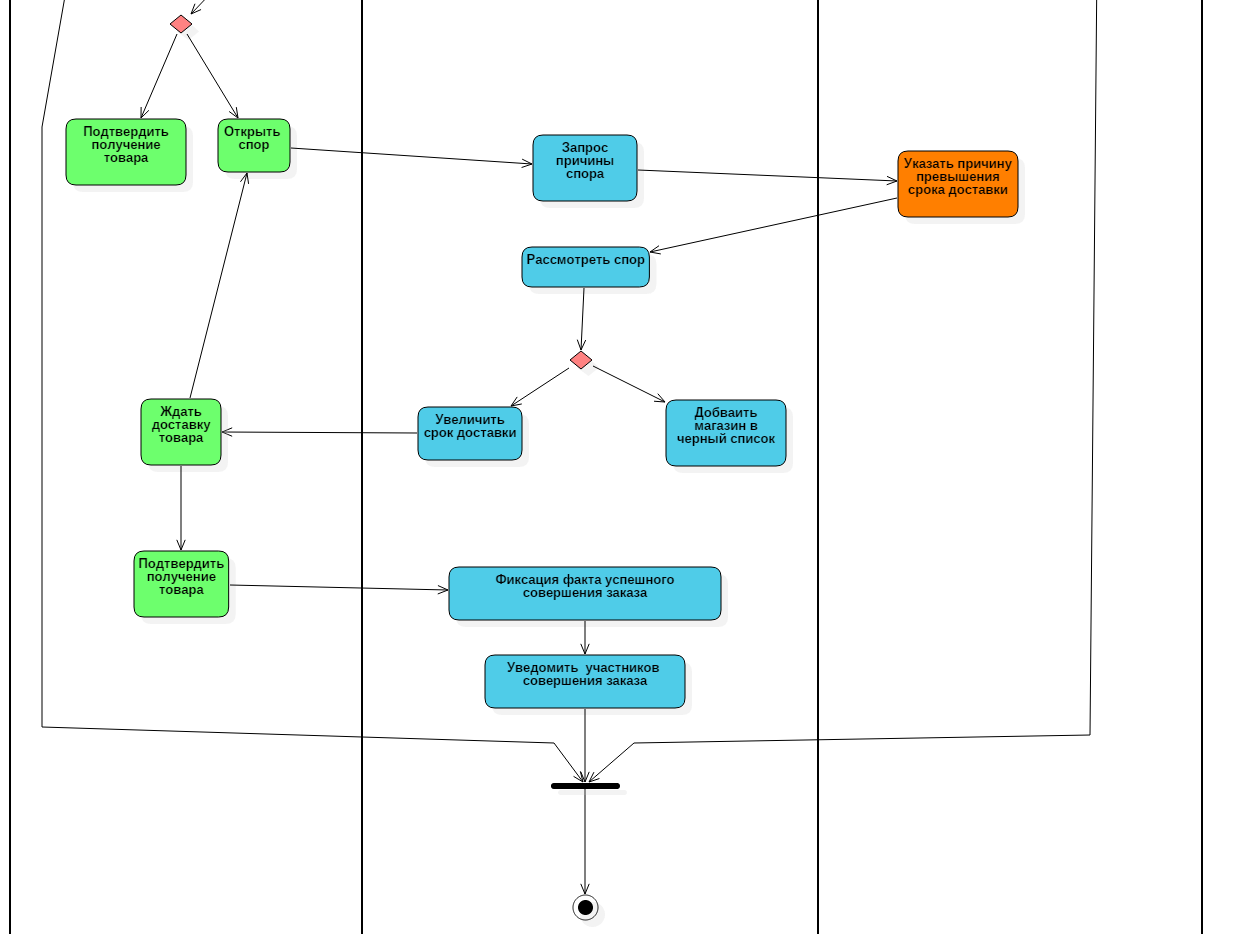 Подтвердить
получение
товара
Открыть
спор
Запрос
причины
спора
Указать причину
превышения
срока доставки
Рассмотреть спор
Ждать
доставку
товара
Увеличить
срок доставки
Добваить
магазин в
черный список
Подтвердить
получение
товара
Фиксация факта успешного
совершения заказа
Уведомить  участников
совершения заказа